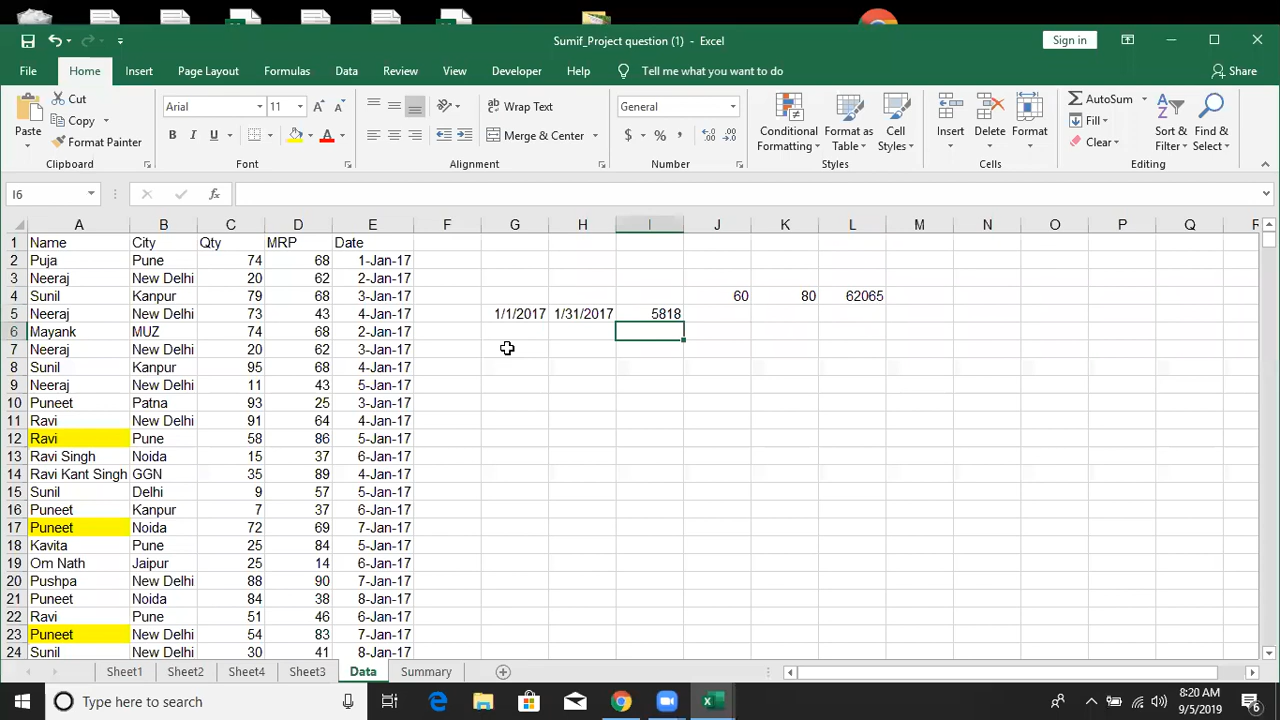 Sumif_Project question (1) - Excel
Sign in
File Home Insert Page Layout Formulas Data Review View Developer Help Tell me what you want to do Share
Paste
Cut
Copy
Format Painter
Clipboard
Arial 11
B I U
Font
Wrap Text
Merge & Center
Alignment
General
$ % ,
Number
Conditional Formatting
Format as Table
Cell Styles
Styles
Insert
Delete
Format
Cells
AutoSum
Fill
Clear
Sort & Filter
Find & Select
Editing
I6 fx
A B C D E F G H I J K L M N O P Q R
1 Name City Qty MRP Date
2 Puja Pune 74 68 1-Jan-17
3 Neeraj New Delhi 20 62 2-Jan-17
4 Sunil Kanpur 79 68 3-Jan-17 60 80 62065
5 Neeraj New Delhi 73 43 4-Jan-17 1/1/2017 1/31/2017 5818
6 Mayank MUZ 74 68 2-Jan-17
7 Neeraj New Delhi 20 62 3-Jan-17
8 Sunil Kanpur 95 68 4-Jan-17
9 Neeraj New Delhi 11 43 5-Jan-17
10 Puneet Patna 93 25 3-Jan-17
11 Ravi New Delhi 91 64 4-Jan-17
12 Ravi Pune 58 86 5-Jan-17
13 Ravi Singh Noida 15 37 6-Jan-17
14 Ravi Kant Singh GGN 35 89 4-Jan-17
15 Sunil Delhi 9 57 5-Jan-17
16 Puneet Kanpur 7 37 6-Jan-17
17 Puneet Noida 72 69 7-Jan-17
18 Kavita Pune 25 84 5-Jan-17
19 Om Nath Jaipur 25 14 6-Jan-17
20 Pushpa New Delhi 88 90 7-Jan-17
21 Puneet Noida 84 38 8-Jan-17
22 Ravi Pune 51 46 6-Jan-17
23 Puneet New Delhi 54 83 7-Jan-17
24 Sunil New Delhi 30 41 8-Jan-17
Sheet1 Sheet2 Sheet4 Sheet3 Data Summary
Type here to search
8:20 AM
9/5/2019
6